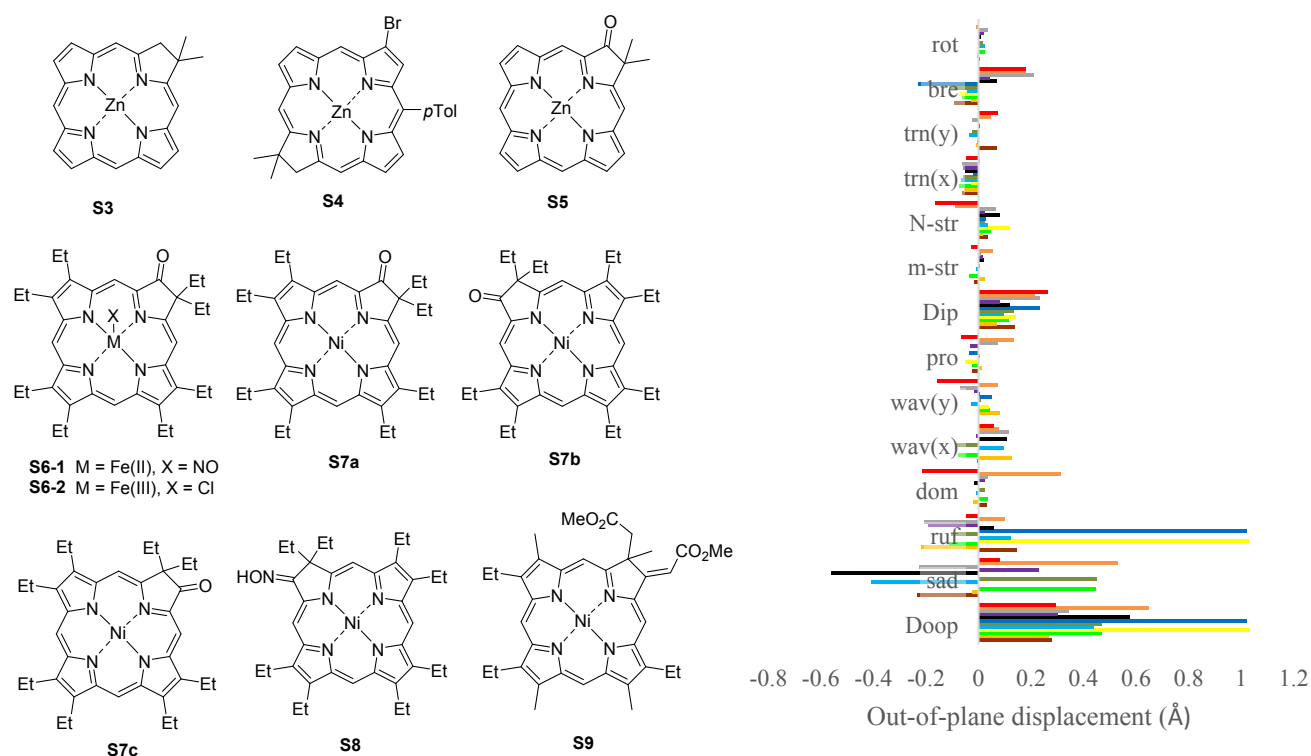 Br
O
N
N
Zn
N
N
N
N
Zn
pTol
N
N
N
N
Zn
N
N
S3
S4
S5
Et
O
Et
Et
Et
X
N
N
M
N
N
Et
Et
Et
Et
Et
O
Et
Et
Et
N
N
Ni
N
N
Et
Et
Et
Et
Et
Et
Et
O
Et
N
N
Ni
N
N
Et
Et
Et
Et
S6-1 M = Fe(II), X = NO
S6-2 M = Fe(III), X = Cl
S7a
S7b
Et
Et
Et
Et
O
N
N
Ni
N
N
Et
Et
Et
Et
S7c
Et
Et
Et
HON
Et
N
N
Ni
N
N
Et
Et
Et
Et
S8
MeO2C
CO2Me
N
N
Ni
N
N
Et
Et
S9
rot
bre
trn(y)
trn(x)
N-str
m-str
Dip
pro
wav(y)
wav(x)
dom
ruf
sad
Doop
-0.8 -0.6 -0.4 -0.2 0 0.2 0.4 0.6 0.8 1 1.2
Out-of-plane displacement (Å)